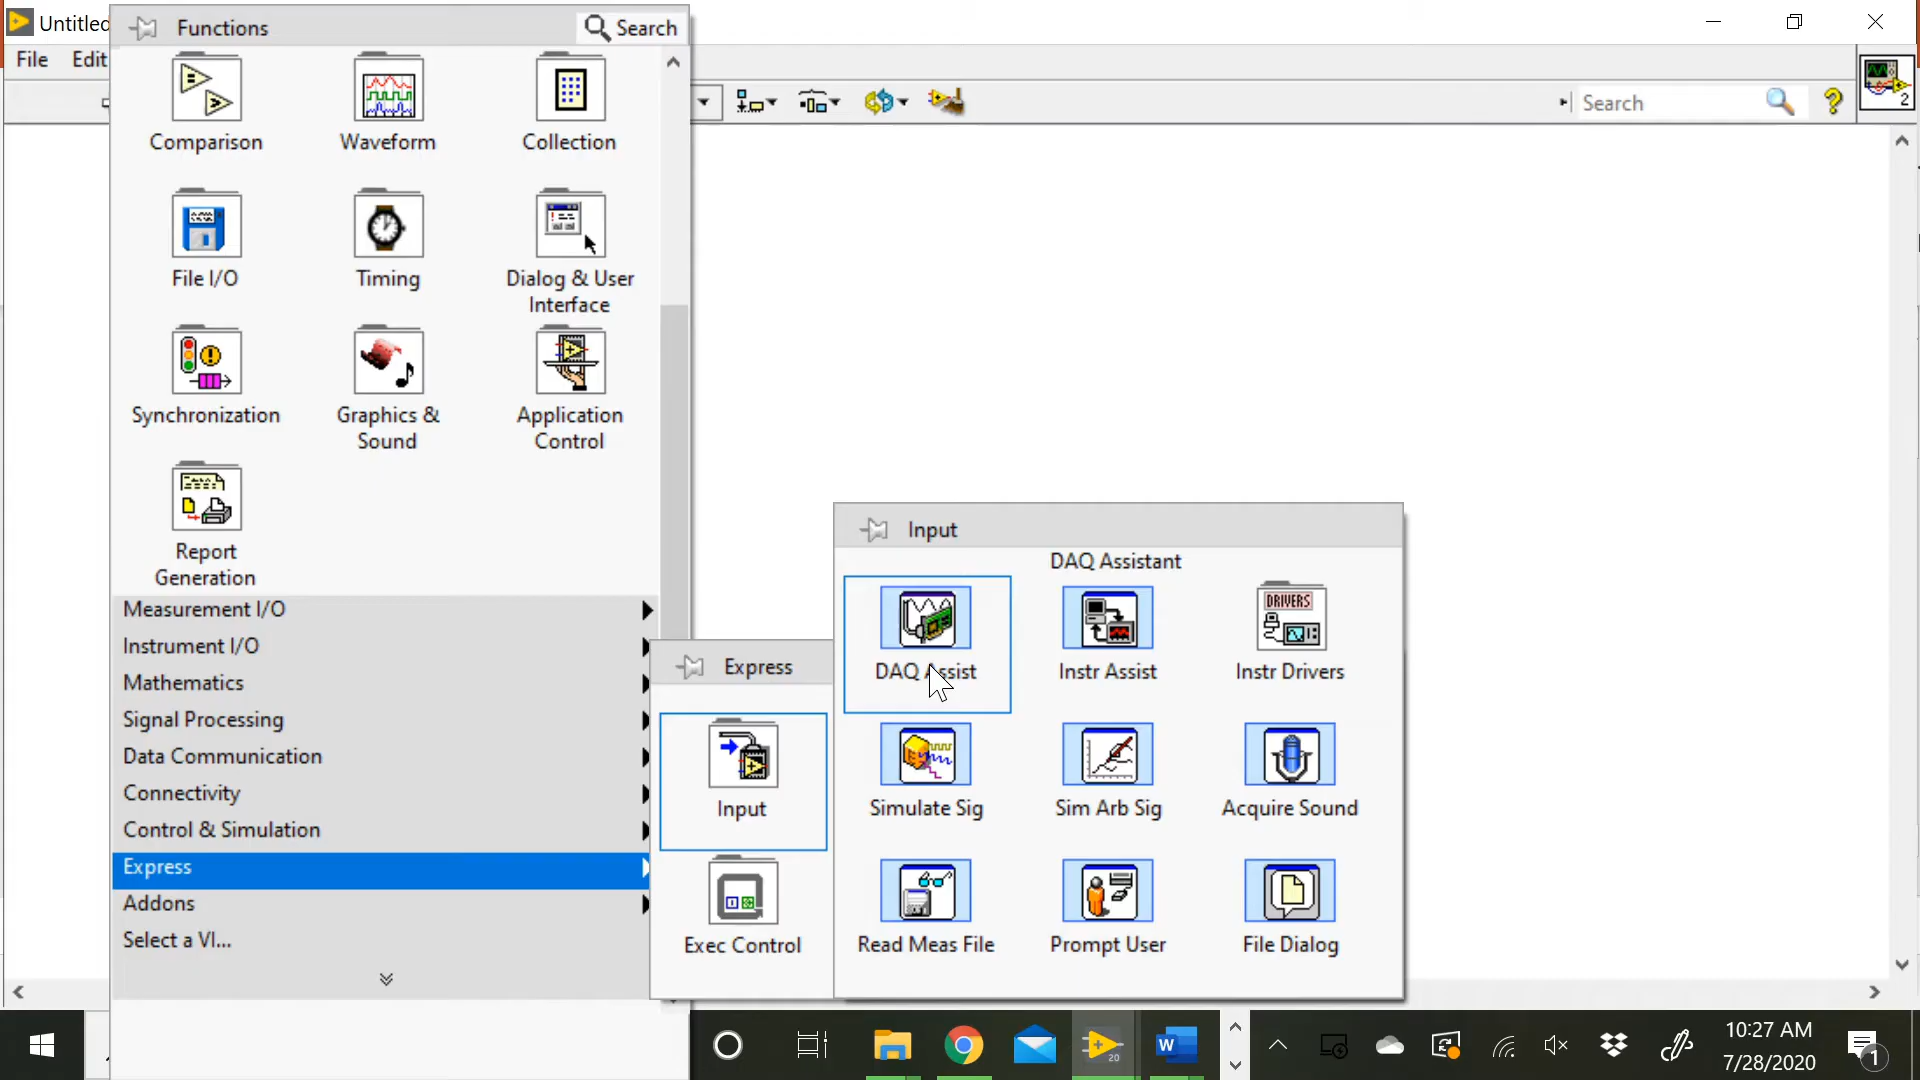 Untitled
Functions
Search
File
Edit
Search
2
Comparison
Waveform
Collection
File I/O
Timing
Dialog & User
Interface
Synchronization
Graphics &
Sound
Application
Control
Report
Generation
Measurement I/O
Instrument I/O
Mathematics
Signal Processing
Data Communication
Connectivity
Control & Simulation
Express
Addons
Select a VI...
Express
Input
Exec Control
Input
DAQ Assistant
DAQ Assist
Instr Assist
DRIVERS
Instr Drivers
Simulate Sig
Sim Arb Sig
Acquire Sound
Read Meas File
Prompt User
File Dialog
20
W
10:27 AM
7/28/2020
1